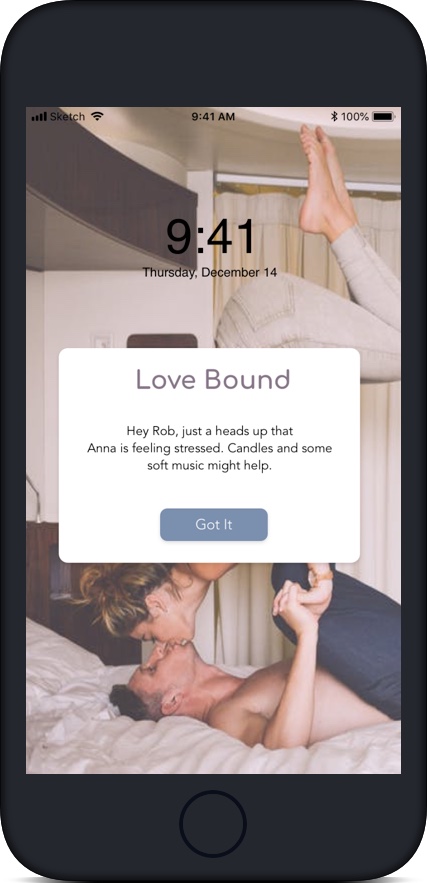 Sketch 9:41 AM 100%
9:41
Thursday, December 14
Love Bound
Hey Rob, just a heads up that
Anna is feeling stressed. Candles and some
soft music might help.
Got It